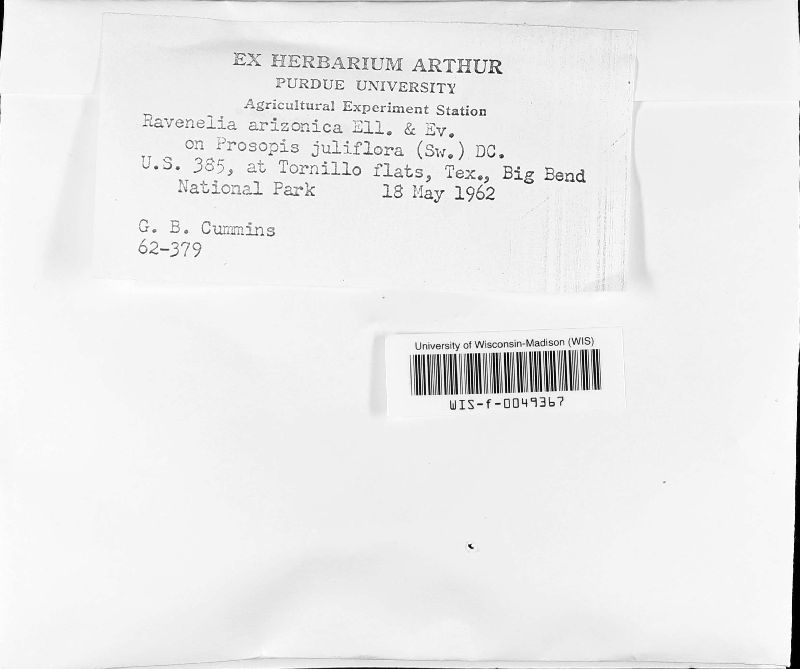 EX HERBARIUM ARTHUR
PURDUE UNIVERSITY
Agricultural Experiment Station
Ravenelia arizonica Ell. & Ev.
on Prosopis juliflora (Sw.) DC.
U.S. 385, at Tornillo flats, Tex., Big Bend
National Park 18 May 1962
G. B. Cummins
62-379
University of Wisconsin-Madison (WIS)
WIS-f-0049367